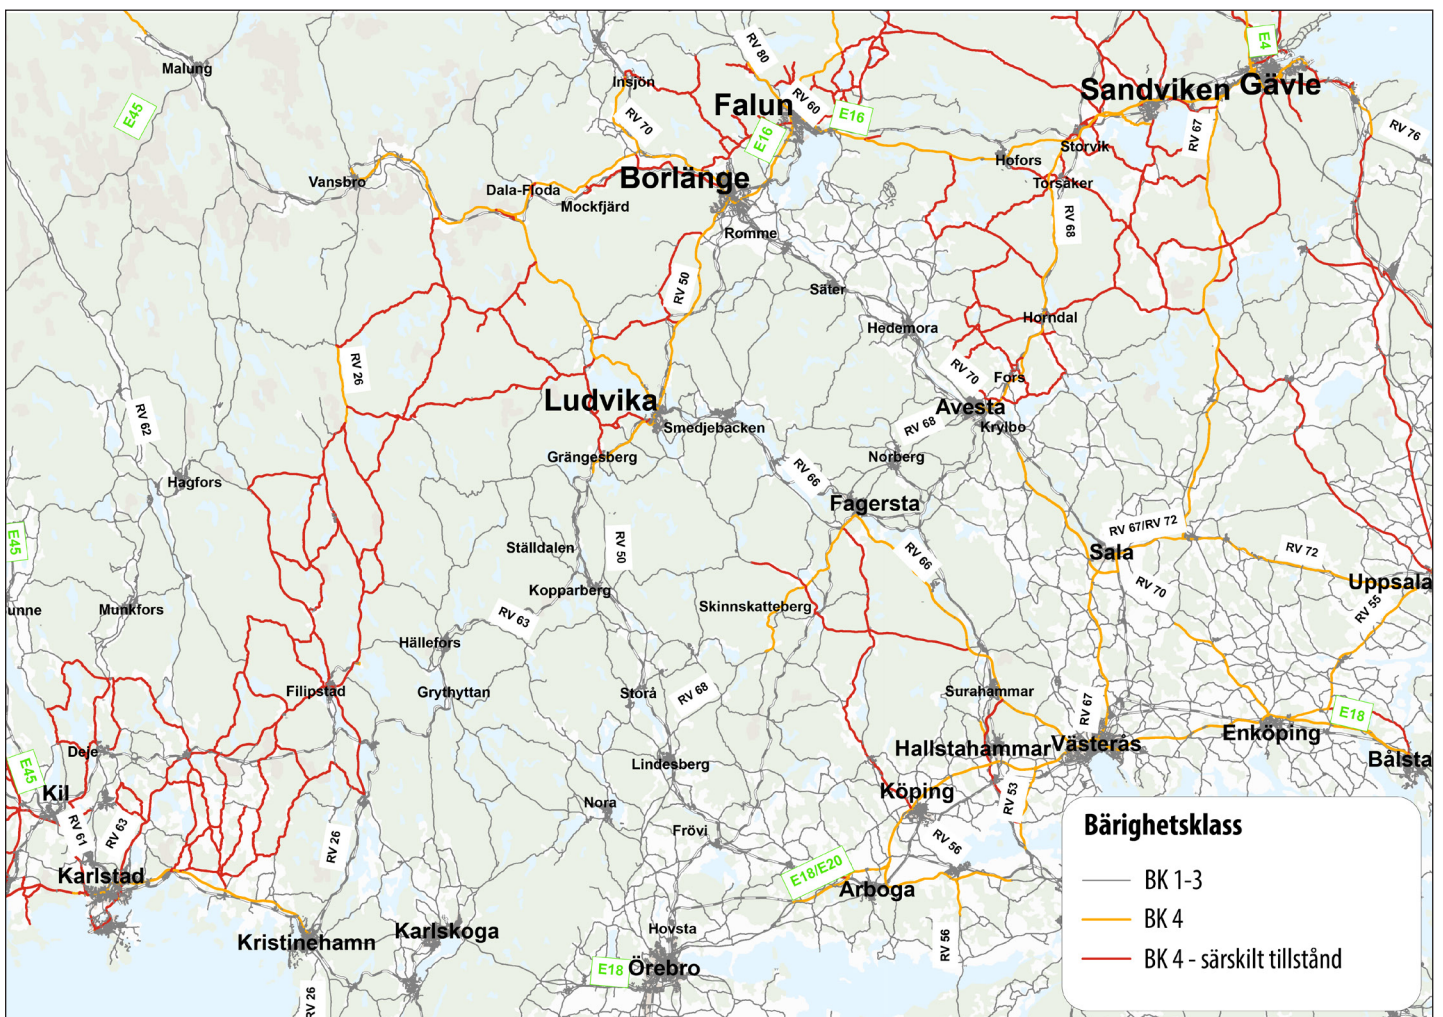 E4
Malung
RV 80
Insjön
Sandviken
Gävle
Falun
RV 60
E45
E16
RV 70
E16
RV 67
RV 76
Storvik
Hofors
Vansbro
Borlänge
Torsåker
Dala-Floda
Mockfjärd
RV 68
Romme
RV 50
Säter
Horndal
Hedemora
RV 26
RV 70
Fors
Ludvika
Avesta
RV 62
RV 68
Krylbo
Smedjebacken
Grängesberg
Norberg
RV 66
Hagfors
Fagersta
RV 67/RV 72
E45
RV 50
Ställdalen
RV 66
Sala
RV 72
Uppsala
Kopparberg
RV 70
unne
Munkfors
Skinnskatteberg
RV 55
RV 63
Hällefors
Filipstad
Grythyttan
Storå
RV 68
Surahammar
RV 67
E18
Enköping
Deje
Hallstahammar
Västerås
Bålsta
E45
Lindesberg
Kil
Köping
RV 53
Nora
RV 61
RV 63
Frövi
RV 26
RV 56
Karlstad
E18/E20
Arboga
Kristinehamn
Karlskoga
Hovsta
RV 56
E18
Örebro
RV 26
Bärighetsklass
BK 1-3
BK 4
BK 4 - särskilt tillstånd